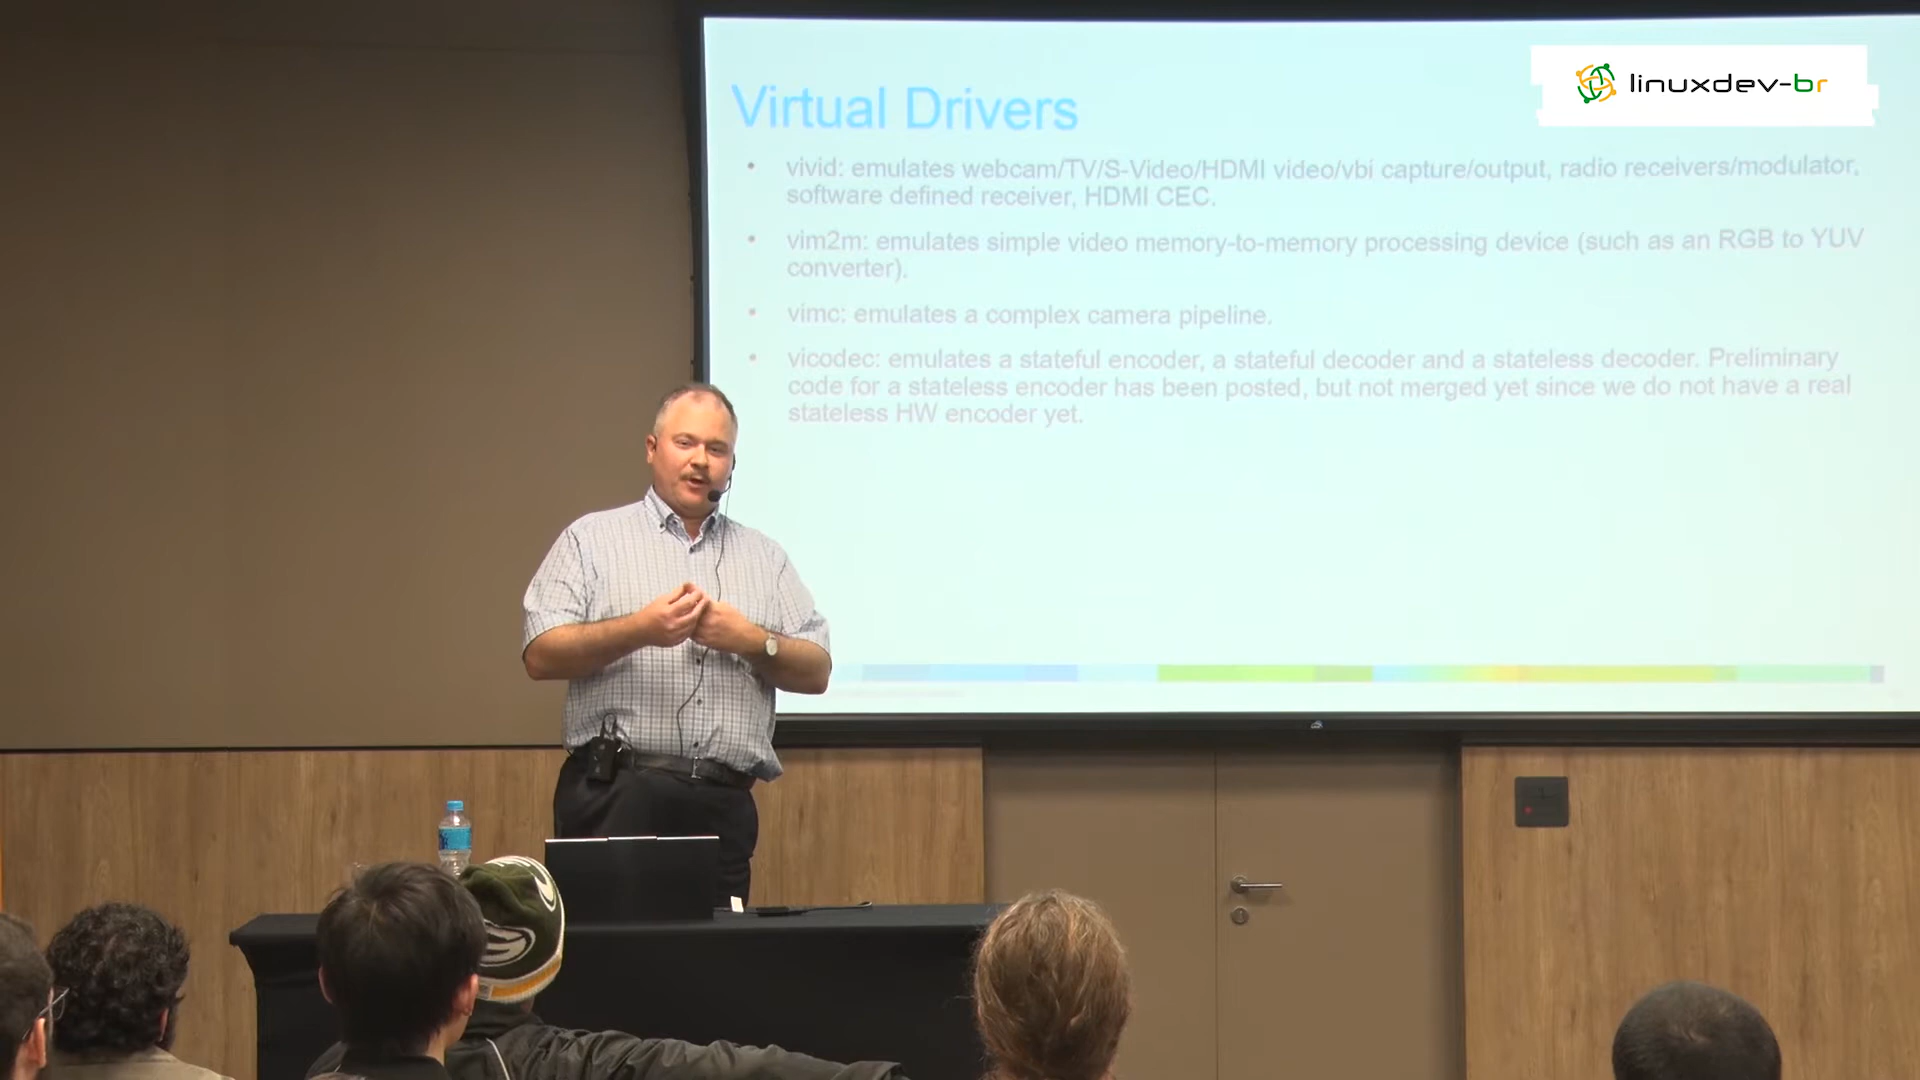 linuxdev-br
Virtual Drivers
• vivid: emulates webcam/TV/S-Video/HDMI video/vbi capture/output, radio receivers/modulator,
software defined receiver, HDMI CEC.
• vim2m: emulates simple video memory-to-memory processing device (such as an RGB to YUV
converter).
• vimc: emulates a complex camera pipeline.
• vicodec: emulates a stateful encoder, a stateful decoder and a stateless decoder. Preliminary
code for a stateless encoder has been posted, but not merged yet since we do not have a real
stateless HW encoder yet.